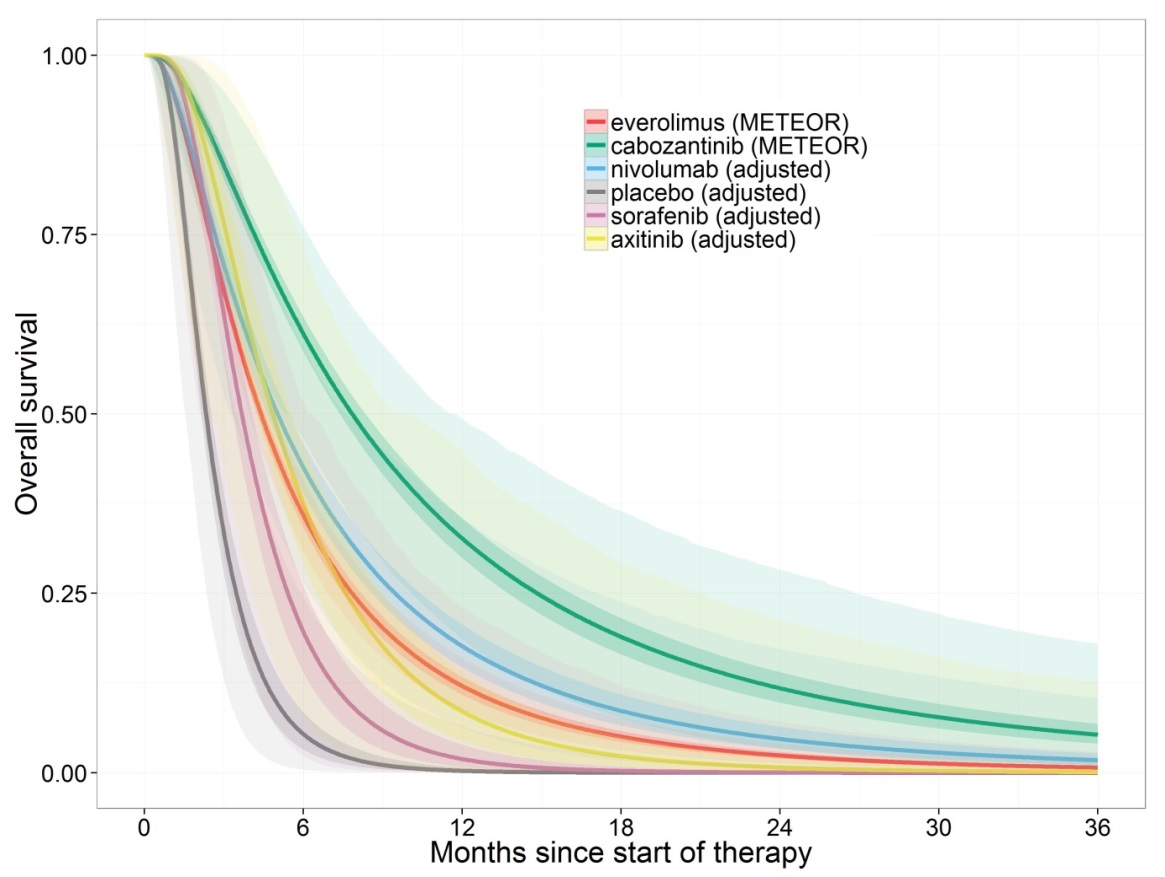 1.00
0.75
0.50
0.25
0.00
Overall survival
everolimus (METEOR)
cabozantinib (METEOR)
nivolumab (adjusted)
placebo (adjusted)
sorafenib (adjusted)
axitinib (adjusted)
0 6 12 18 24 30 36
Months since start of therapy